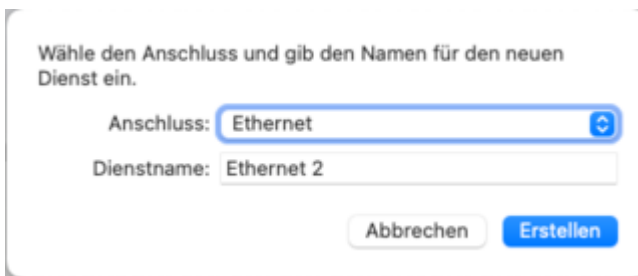 Wähle den Anschluss und gib den Namen für den neuen
Dienst ein.
Anschluss: Ethernet
Dienstname: Ethernet 2
Abbrechen Erstellen